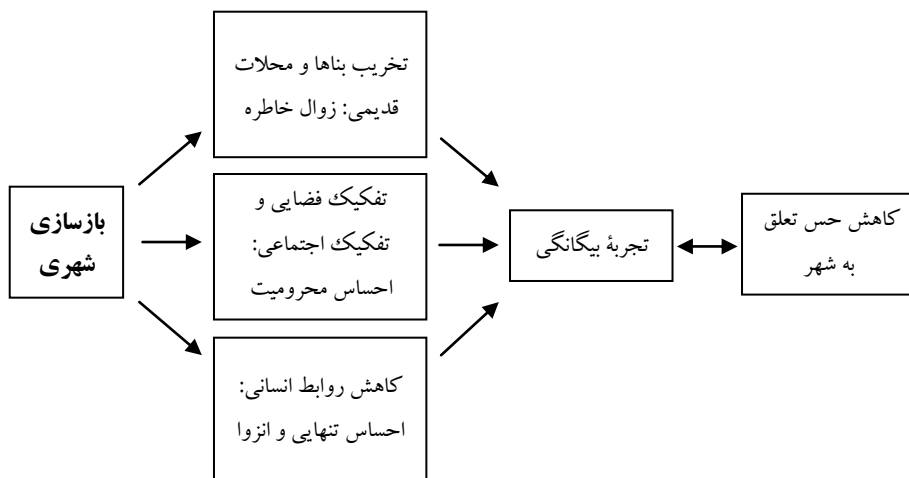 بازسازی
شهری
تخریب بناها و محلات
قدیمی: زوال خاطره
تفکیک فضایی و
تفکیک اجتماعی:
احساس محرومیت
کاهش روابط انسانی:
احساس تنهایی و انزوا
تجربۀ بیگانگی
کاهش حس تعلق
به شهر